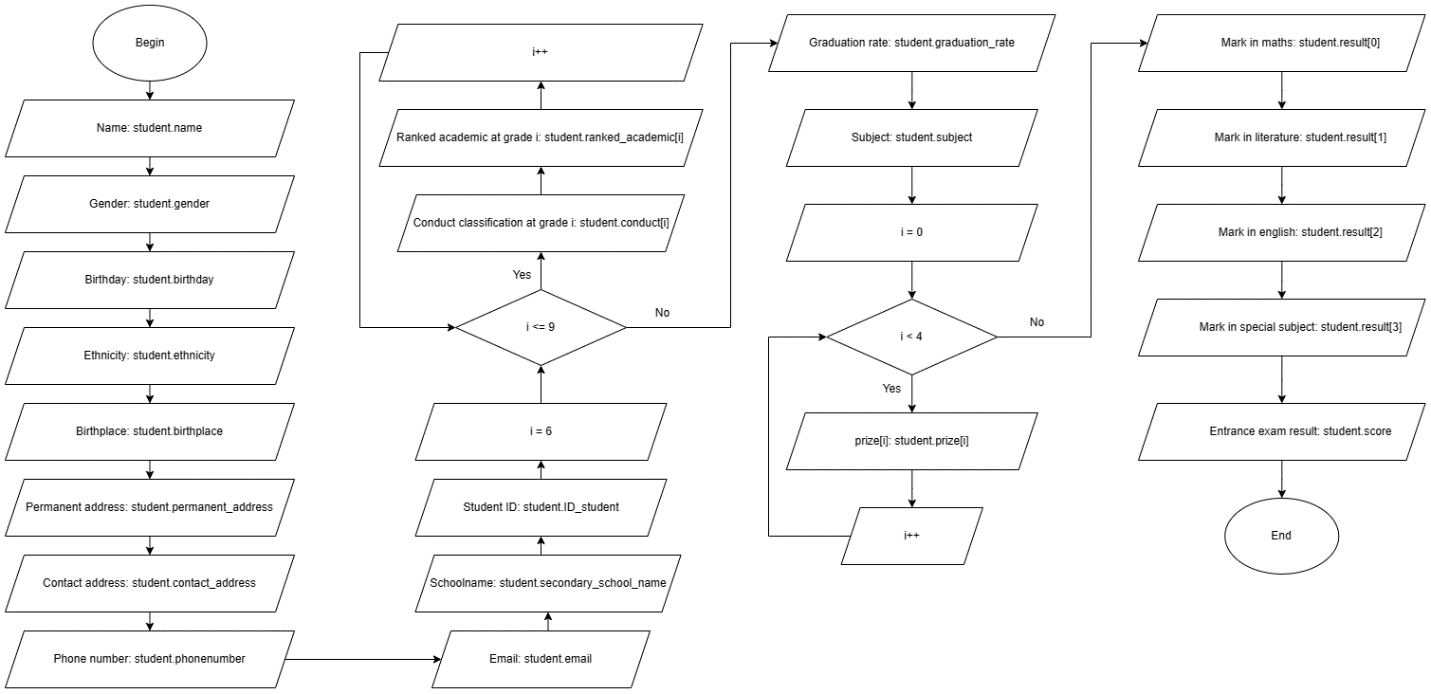 Begin
Name: student.name
Gender: student.gender
Birthday: student.birthday
Ethnicity: student.ethnicity
Birthplace: student.birthplace
Permanent address: student.permanent_address
Contact address: student.contact_address
Phone number: student.phonenumber
Email: student.email
Schoolname: student.secondary_school_name
Student ID: student.ID_student
i = 6
i <= 9
Yes
No
Conduct classification at grade i: student.conduct[i]
Ranked academic at grade i: student.ranked_academic[i]
i++
Graduation rate: student.graduation_rate
Subject: student.subject
i = 0
i < 4
Yes
No
prize[i]: student.prize[i]
i++
Mark in maths: student.result[0]
Mark in literature: student.result[1]
Mark in english: student.result[2]
Mark in special subject: student.result[3]
Entrance exam result: student.score
End